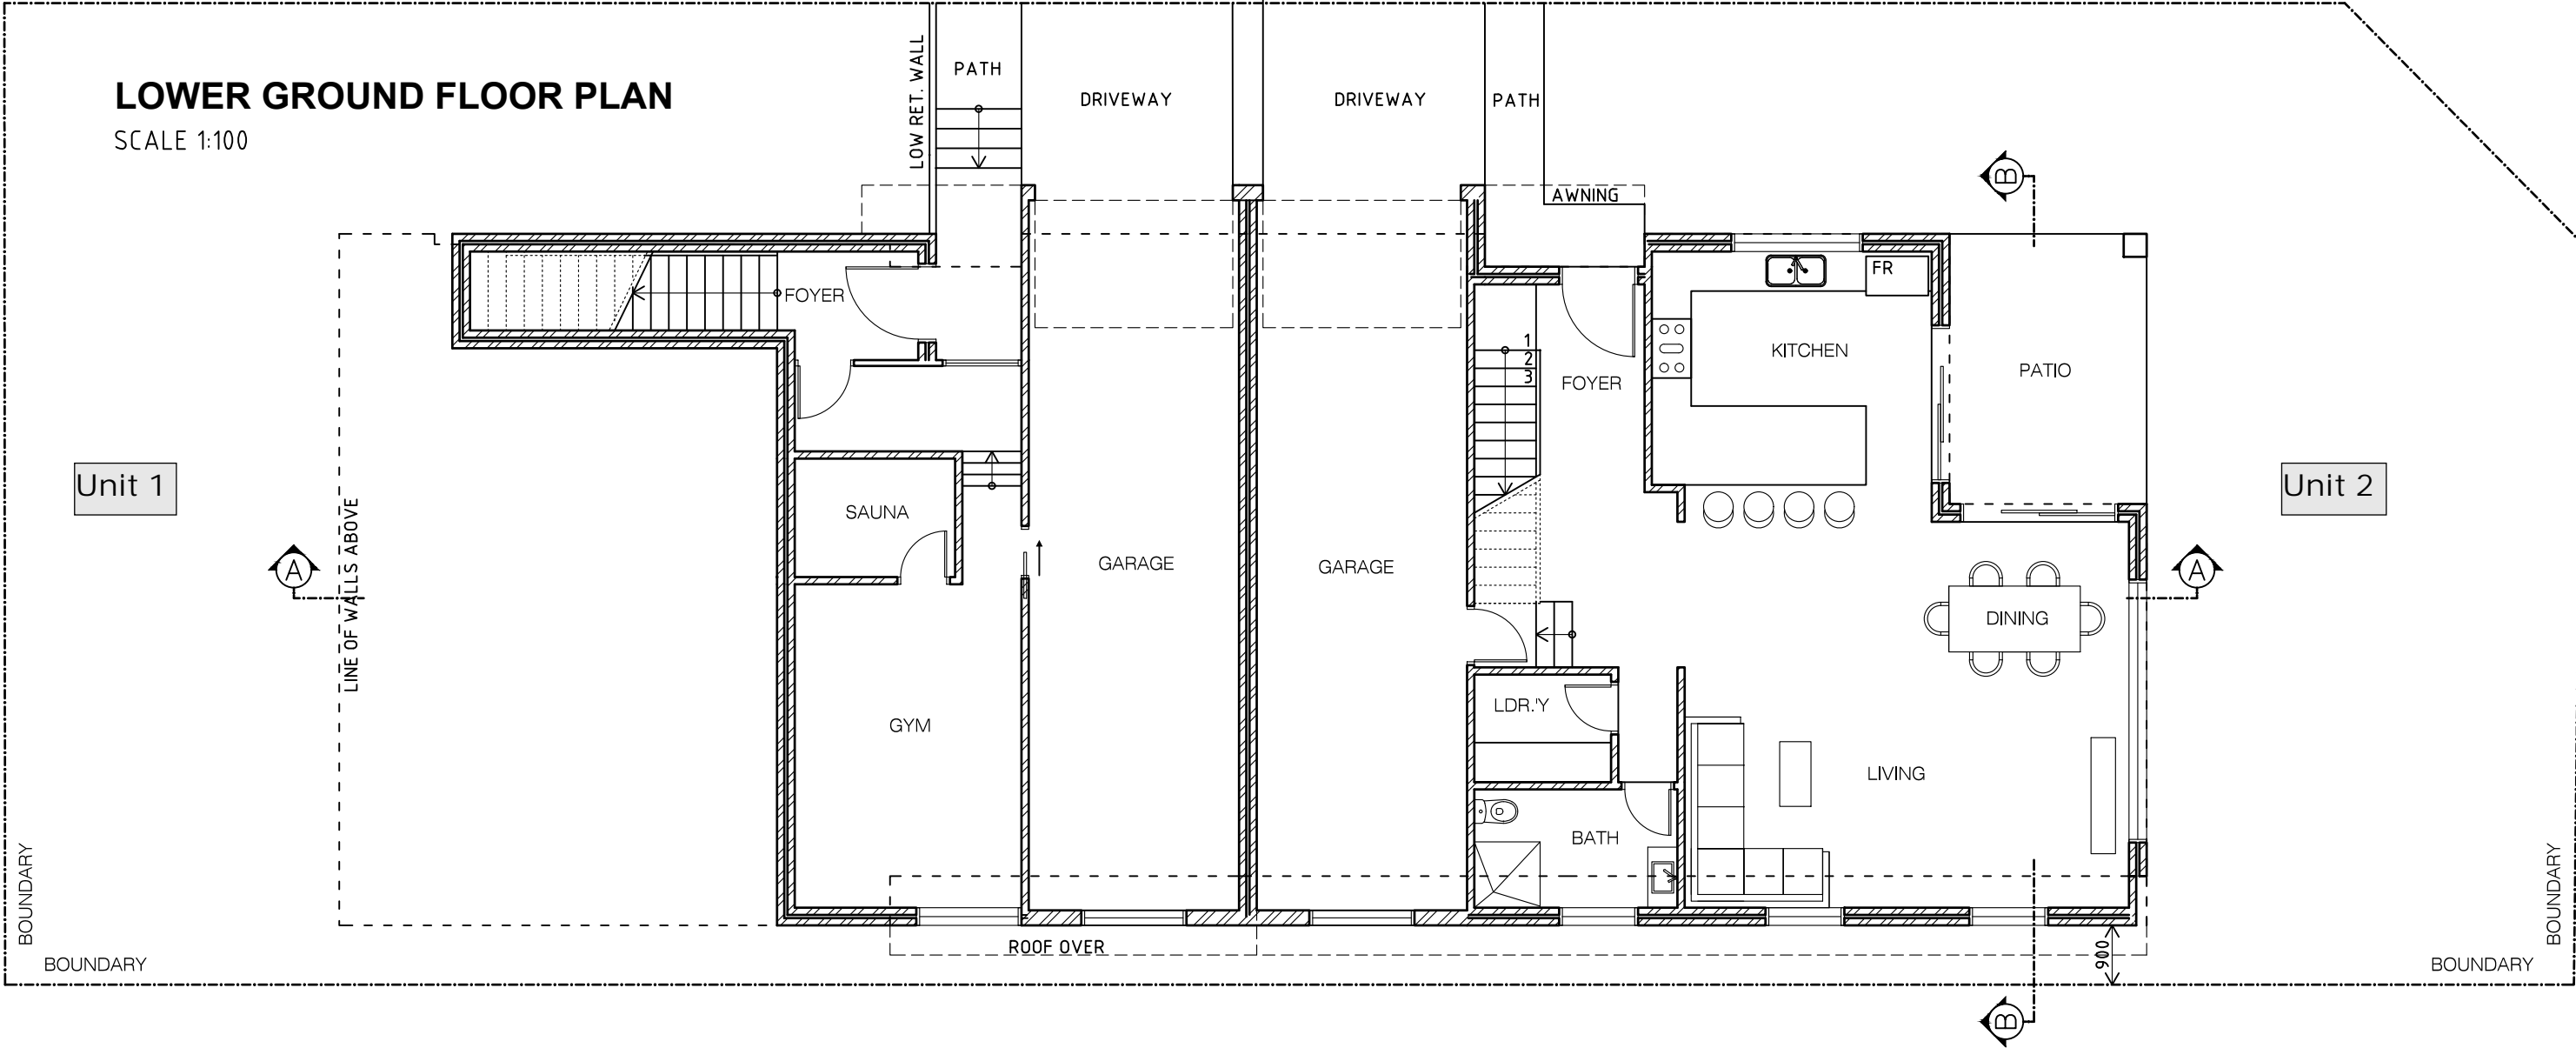 LOWER GROUND FLOOR PLAN
SCALE 1:100
LOW RET. WALL
PATH
DRIVEWAY
DRIVEWAY
PATH
AWNING
B
FOYER
FR
KITCHEN
PATIO
1
2
3
FOYER
Unit 1
Unit 2
LINE OF WALLS ABOVE
SAUNA
A
GARAGE
GARAGE
A
DINING
GYM
LDR.'Y
LIVING
BATH
BOUNDARY
BOUNDARY
ROOF OVER
900
BOUNDARY
BOUNDARY
B